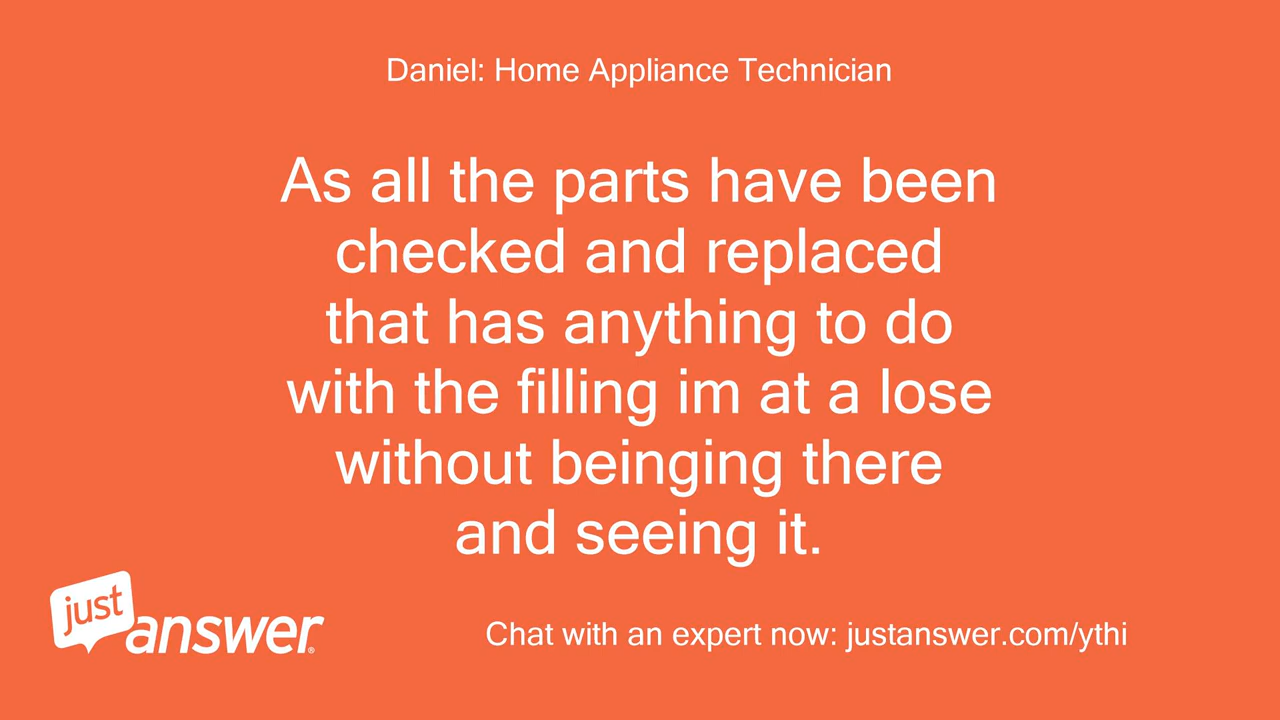 Daniel: Home Appliance Technician
As all the parts have been
checked and replaced
that has anything to do
with the filling im at a lose
without beinging there
and seeing it.
just
answer®
Chat with an expert now: justanswer.com/ythi